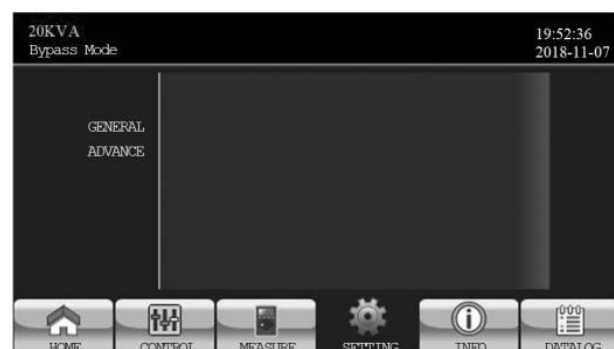 20KVA
Bypass Mode
19:52:36
2018-11-07
GENERAL
ADVANCE
HOME
CONTROL
MEASURE
SETTING
INFO
DATALOG